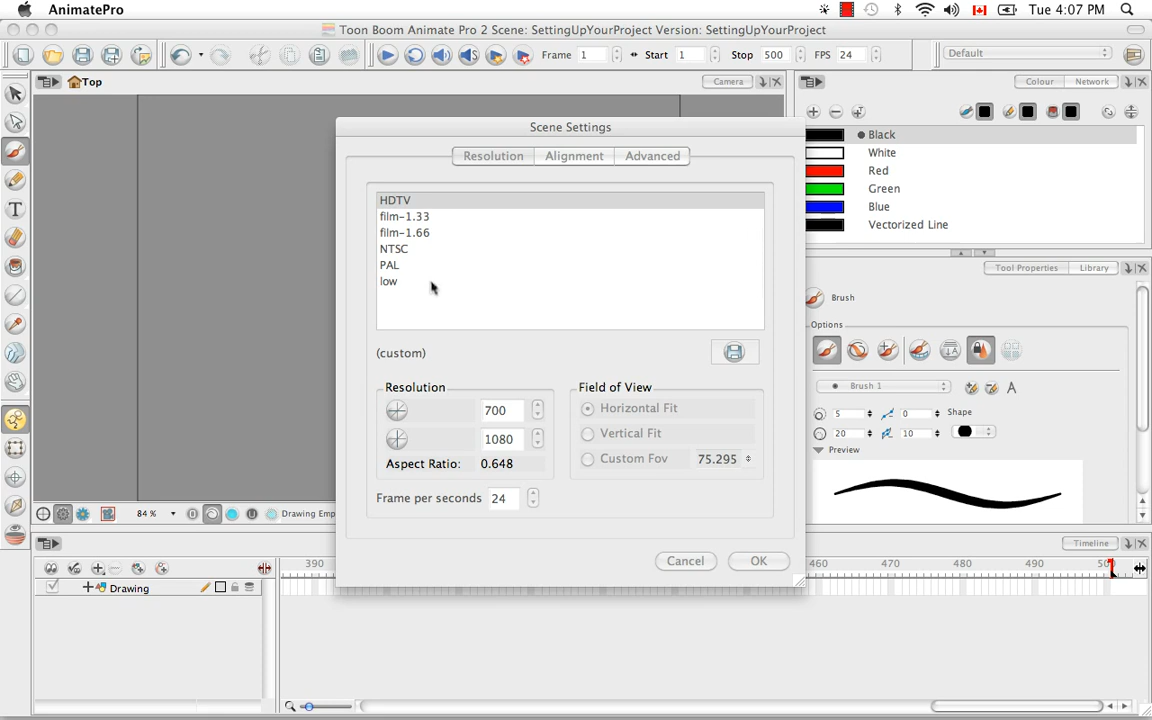 AnimatePro Tue 4:07 PM
Toon Boom Animate Pro 2 Scene: SettingUpYourProject Version: SettingUpYourProject
Frame 1 Start 1 Stop 500 FPS 24 Default
Top Camera Colour Network
Scene Settings
Resolution Alignment Advanced
HDTV
film-1.33
film-1.66
NTSC
PAL
low
(custom)
Resolution
700
1080
Aspect Ratio: 0.648
Field of View
Horizontal Fit
Vertical Fit
Custom Fov 75.295
Frame per seconds 24
Cancel OK
Black
White
Red
Green
Blue
Vectorized Line
Tool Properties Library
Brush
Options
Brush 1
A
5 0 Shape
20 10
Preview
84 % Drawing Emp
Timeline
390 460 470 480 490 500
Drawing